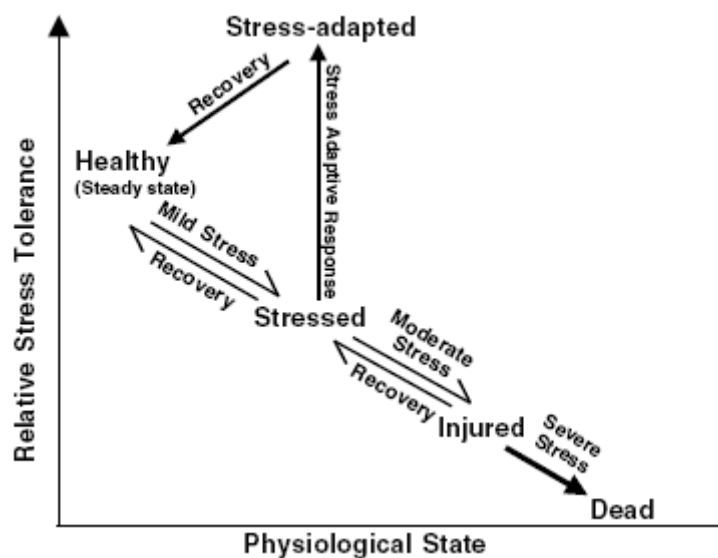 Stress-adapted
Recovery
Stress Adaptive Response
Healthy
(Steady state)
Mild Stress
Recovery
Stressed
Moderate
Stress
Recovery
Injured
Severe
Stress
Dead
Relative Stress Tolerance
Physiological State